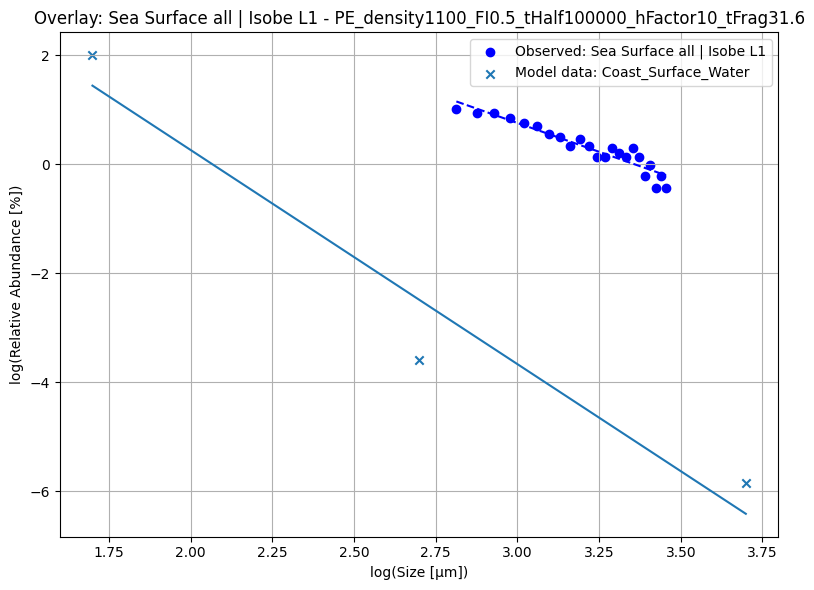 Overlay: Sea Surface all | Isobe L1 - PE_density1100_FI0.5_tHalf100000_hFactor10_tFrag31.6
Observed: Sea Surface all | Isobe L1
Model data: Coast_Surface_Water
log(Relative Abundance [%])
2
0
−2
−4
−6
1.75
2.00
2.25
2.50
2.75
3.00
3.25
3.50
3.75
log(Size [μm])